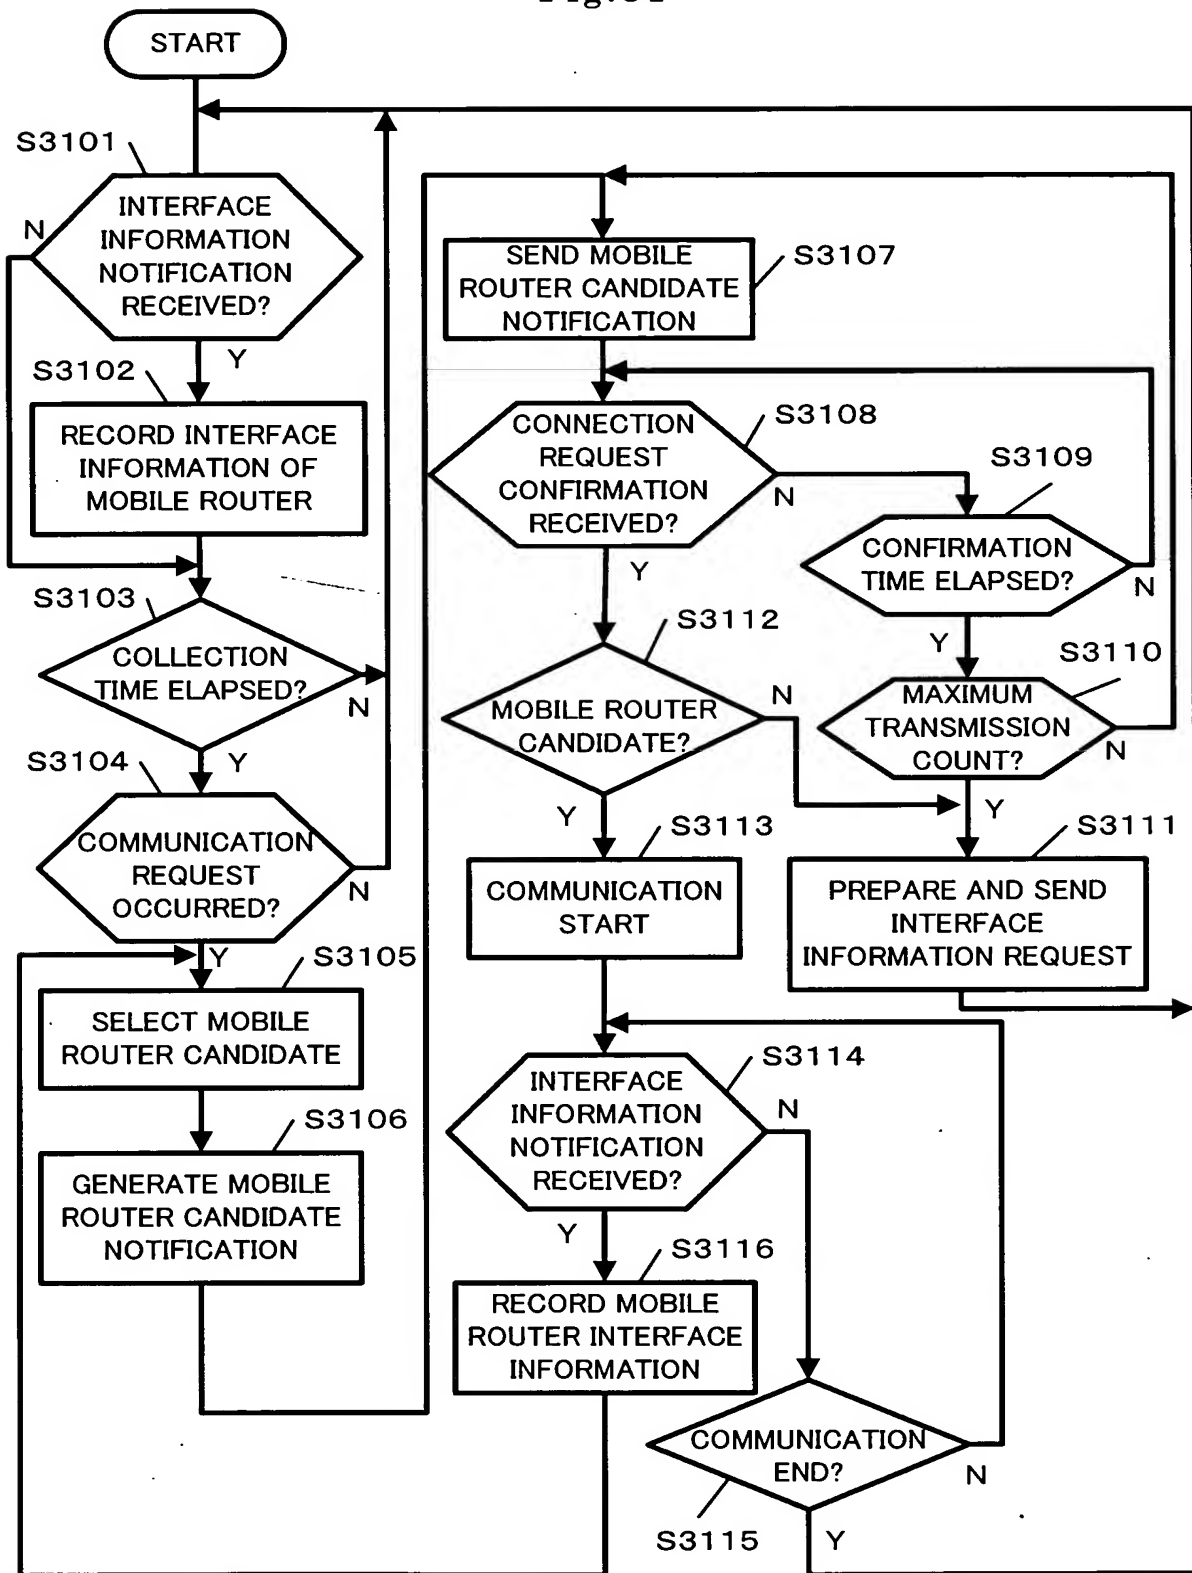 START
S3101
INTERFACE
INFORMATION
NOTIFICATION
RECEIVED?
N
Y
S3102
RECORD INTERFACE
INFORMATION OF
MOBILE ROUTER
S3103
COLLECTION
TIME ELAPSED?
N
Y
S3104
COMMUNICATION
REQUEST
OCCURRED?
N
Y
S3105
SELECT MOBILE
ROUTER CANDIDATE
S3106
GENERATE MOBILE
ROUTER CANDIDATE
NOTIFICATION
SEND MOBILE
ROUTER CANDIDATE
NOTIFICATION
S3107
CONNECTION
REQUEST
CONFIRMATION
RECEIVED?
S3108
N
Y
S3109
CONFIRMATION
TIME ELAPSED?
N
Y
S3110
MAXIMUM
TRANSMISSION
COUNT?
N
Y
S3111
PREPARE AND SEND
INTERFACE
INFORMATION REQUEST
S3112
MOBILE ROUTER
CANDIDATE?
N
Y
S3113
COMMUNICATION
START
S3114
INTERFACE
INFORMATION
NOTIFICATION
RECEIVED?
N
Y
S3116
RECORD MOBILE
ROUTER INTERFACE
INFORMATION
COMMUNICATION
END?
N
S3115
Y